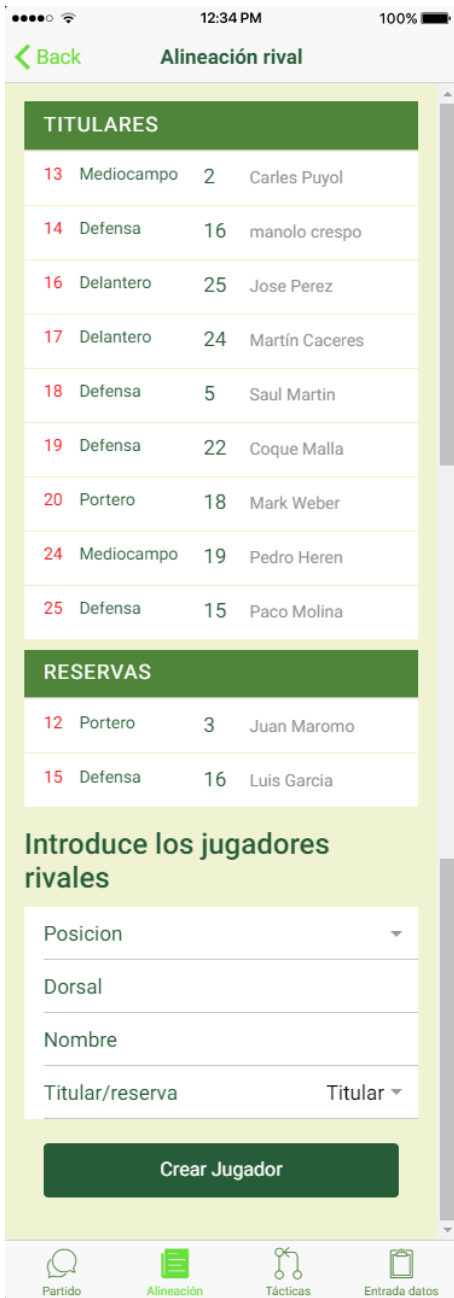 12:34 PM 100%
Back Alineación rival
TITULARES
13 Mediocampo 2 Carles Puyol
14 Defensa 16 manolo crespo
16 Delantero 25 Jose Perez
17 Delantero 24 Martín Caceres
18 Defensa 5 Saul Martin
19 Defensa 22 Coque Malla
20 Portero 18 Mark Weber
24 Mediocampo 19 Pedro Heren
25 Defensa 15 Paco Molina
RESERVAS
12 Portero 3 Juan Maromo
15 Defensa 16 Luis Garcia
Introduce los jugadores
rivales
Posicion
Dorsal
Nombre
Titular/reserva Titular
Crear Jugador
Partido Alineación Tácticas Entrada datos